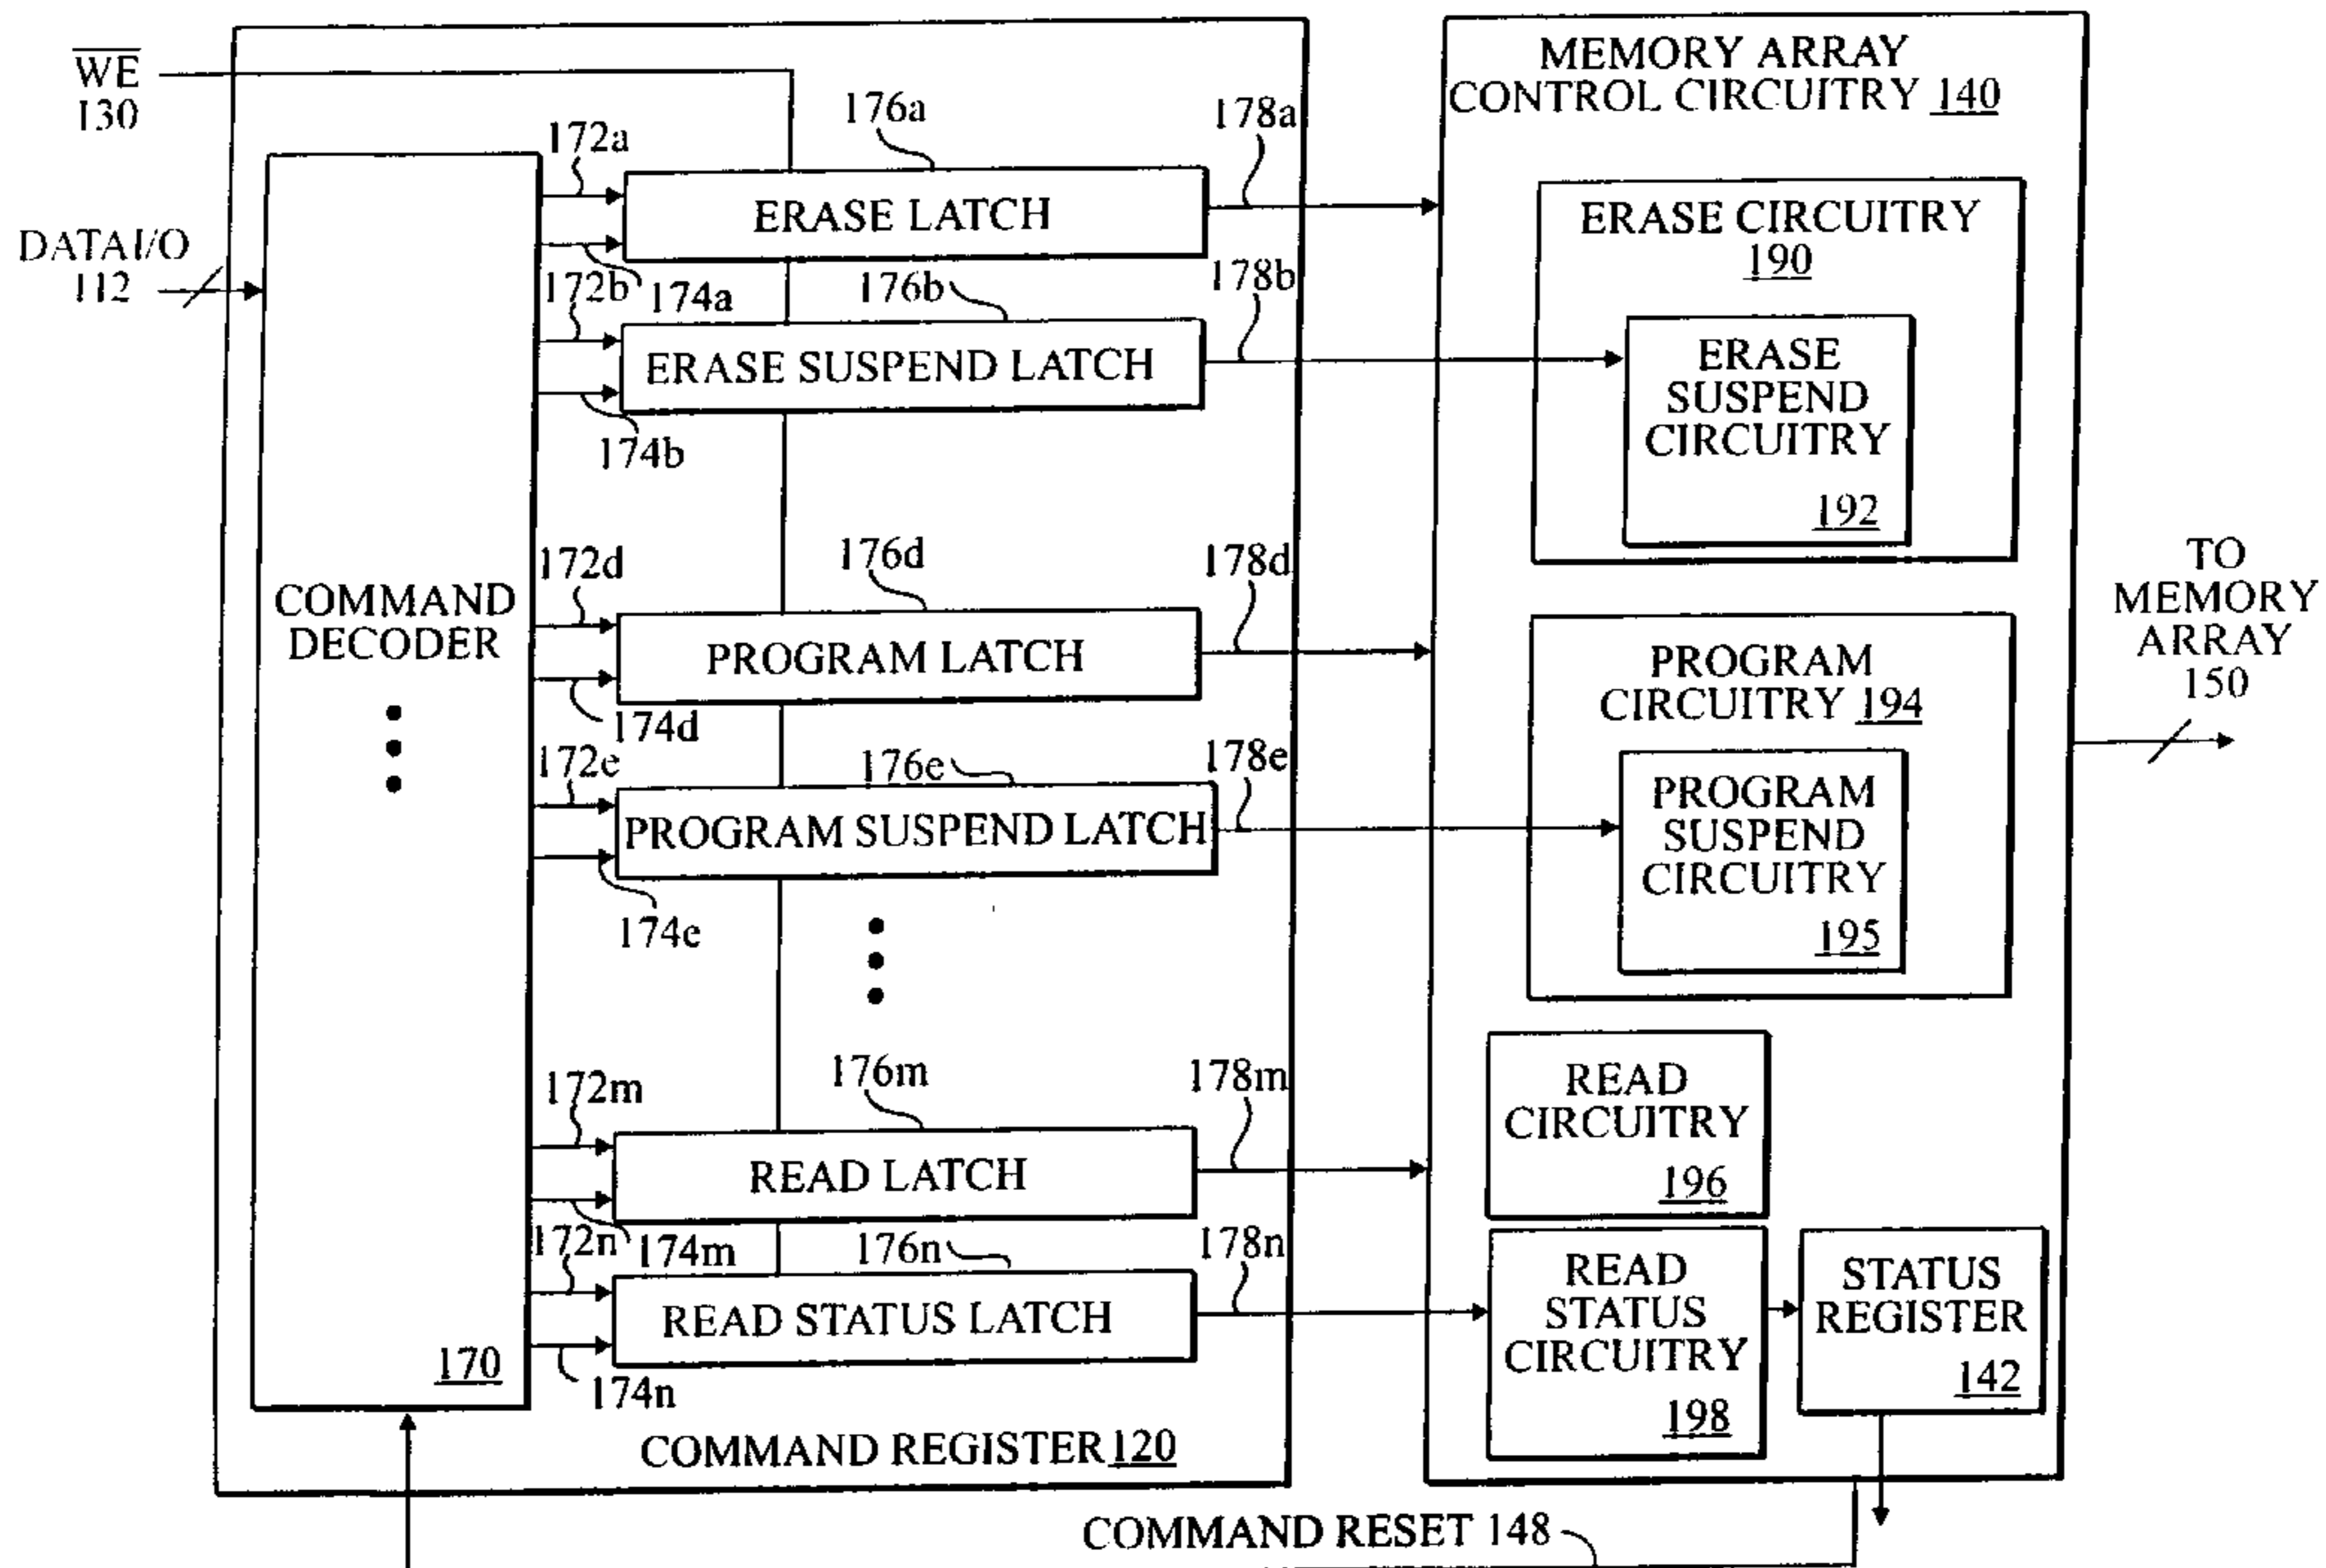 WE
130
DATAI/O
112
COMMAND
DECODER
170
172a
172b
174a
174b
172d
174d
172e
174e
172m
174m
172n
174n
176a
ERASE LATCH
176b
ERASE SUSPEND LATCH
176d
PROGRAM LATCH
176e
PROGRAM SUSPEND LATCH
176m
READ LATCH
176n
READ STATUS LATCH
COMMAND REGISTER 120
178a
178b
178d
178e
178m
178n
MEMORY ARRAY
CONTROL CIRCUITRY 140
ERASE CIRCUITRY
190
ERASE
SUSPEND
CIRCUITRY
192
PROGRAM
CIRCUITRY 194
PROGRAM
SUSPEND
CIRCUITRY
195
READ
CIRCUITRY
196
READ
STATUS
CIRCUITRY
198
STATUS
REGISTER
142
TO
MEMORY
ARRAY
150
COMMAND RESET 148